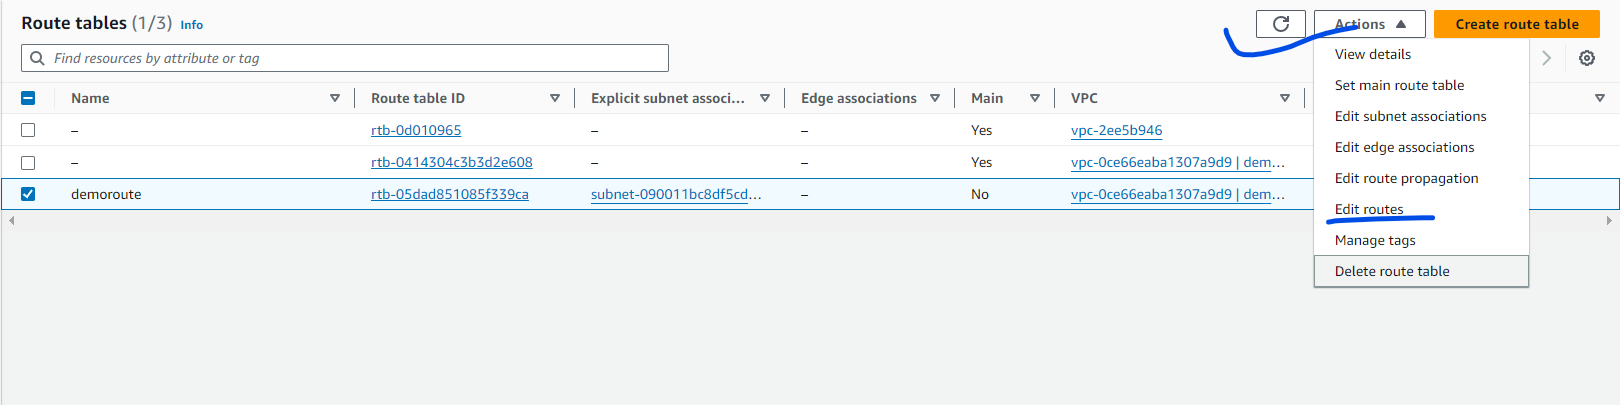 Route tables (1/3) Info
Actions
Create route table
Find resources by attribute or tag
View details
Set main route table
Edit subnet associations
Edit edge associations
Edit route propagation
Edit routes
Manage tags
Delete route table
Name Route table ID Explicit subnet associ... Edge associations Main VPC
– rtb-0d010965 – – Yes vpc-2ee5b946
– rtb-0414304c3b3d2e608 – – Yes vpc-0ce66eaba1307a9d9 | dem...
demoroute rtb-05dad851085f339ca subnet-090011bc8df5cd... – No vpc-0ce66eaba1307a9d9 | dem...